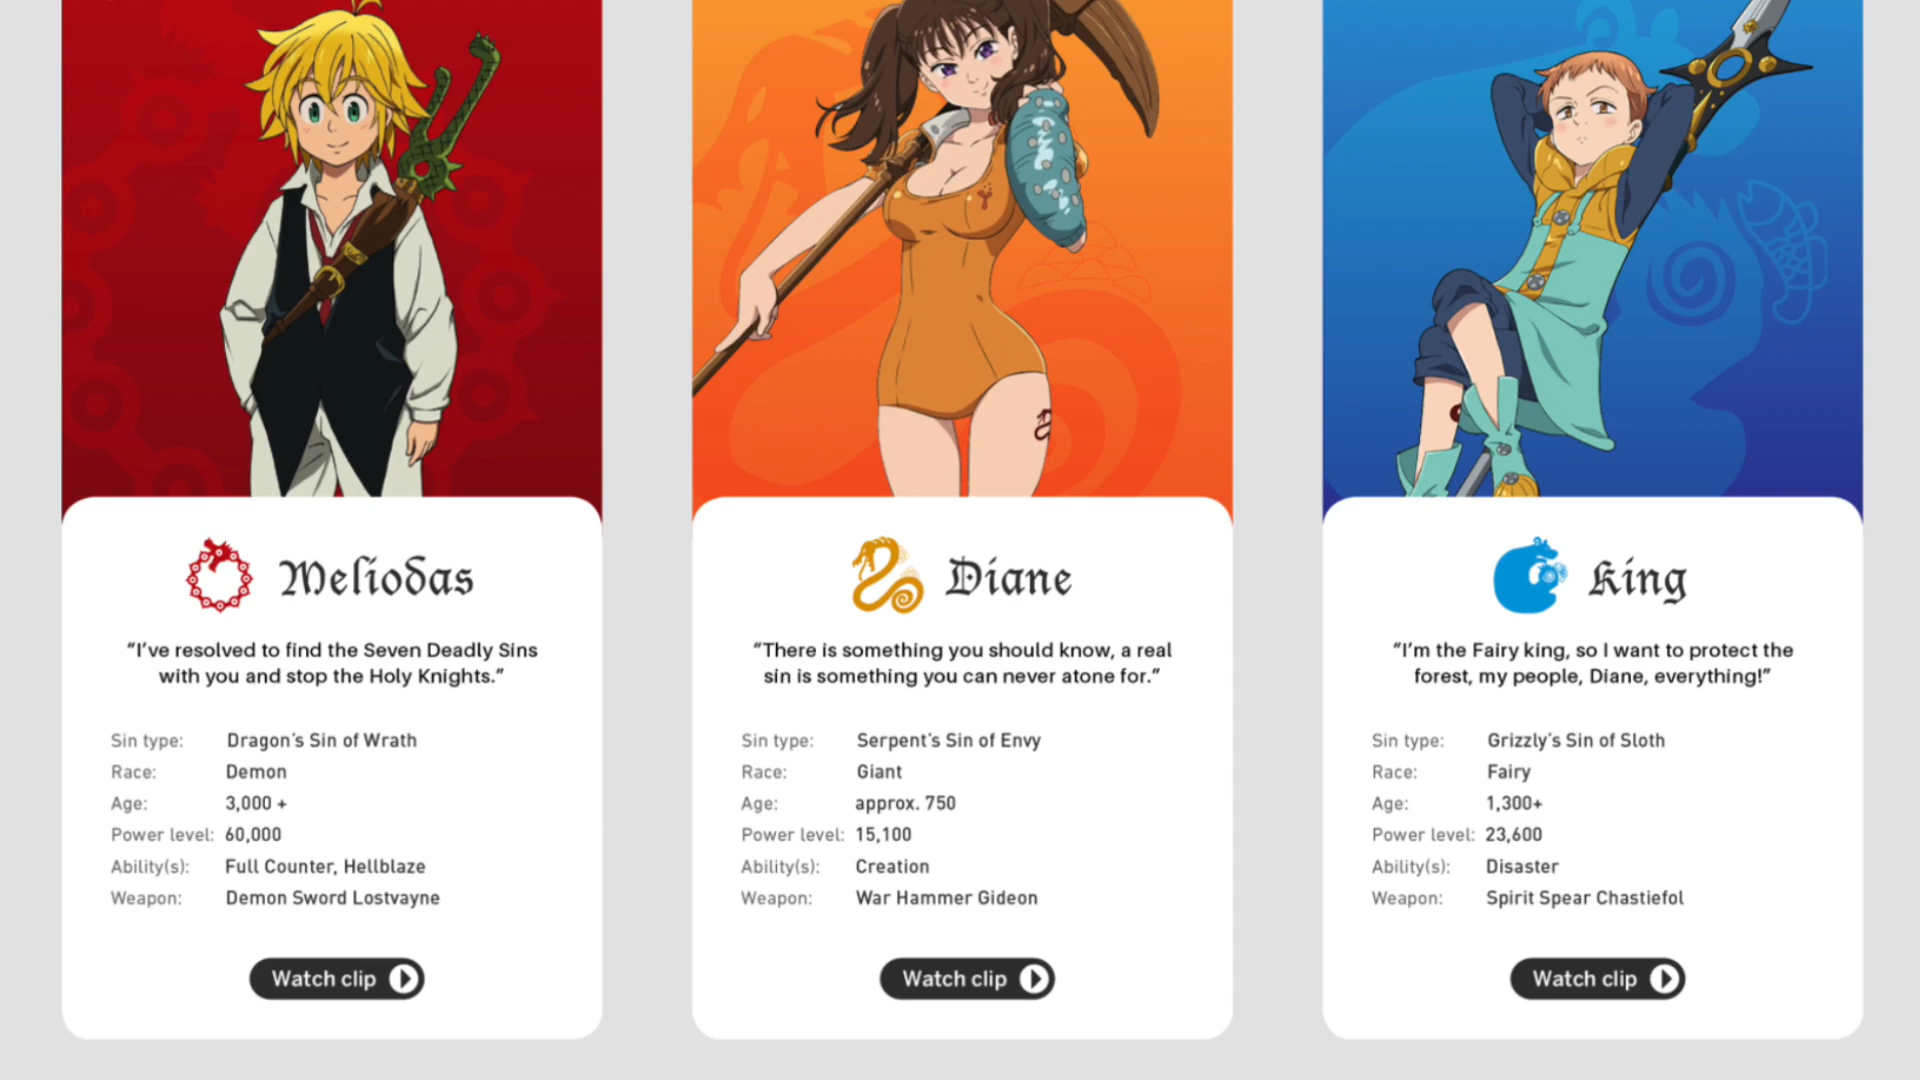 Meliodas
“I’ve resolved to find the Seven Deadly Sins
with you and stop the Holy Knights.”
Sin type: Dragon’s Sin of Wrath
Race: Demon
Age: 3,000 +
Power level: 60,000
Ability(s): Full Counter, Hellblaze
Weapon: Demon Sword Lostvayne
Watch clip
Diane
“There is something you should know, a real
sin is something you can never atone for.”
Sin type: Serpent’s Sin of Envy
Race: Giant
Age: approx. 750
Power level: 15,100
Ability(s): Creation
Weapon: War Hammer Gideon
Watch clip
King
“I’m the Fairy king, so I want to protect the
forest, my people, Diane, everything!”
Sin type: Grizzly’s Sin of Sloth
Race: Fairy
Age: 1,300+
Power level: 23,600
Ability(s): Disaster
Weapon: Spirit Spear Chastiefol
Watch clip